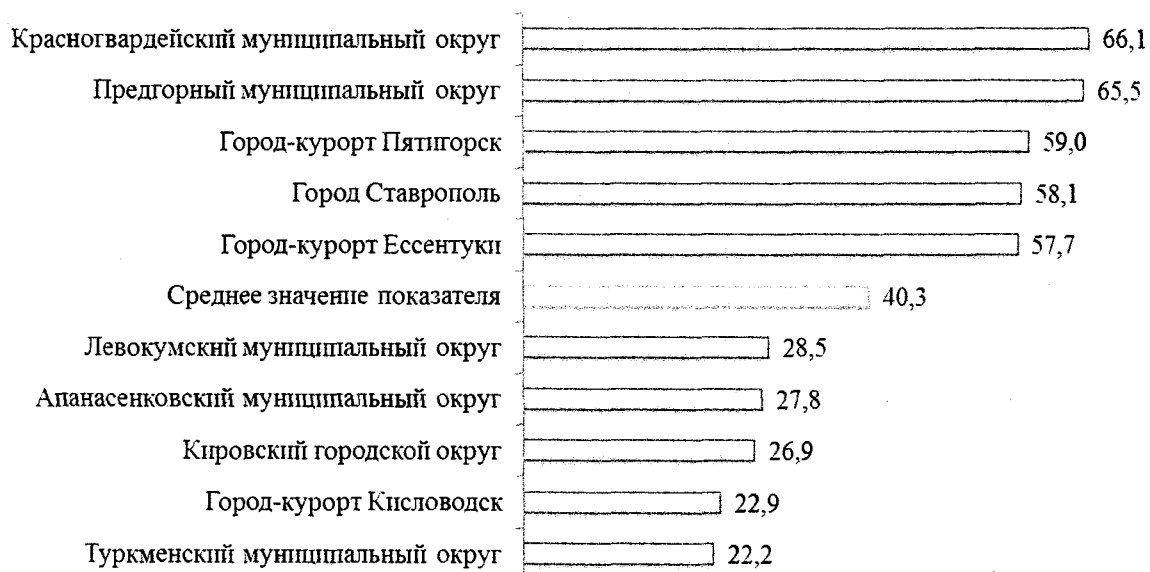 Красногвардейский муниципальный округ 66,1
Предгорный муниципальный округ 65,5
Город-курорт Пятигорск 59,0
Город Ставрополь 58,1
Город-курорт Ессентуки 57,7
Среднее значение показателя 40,3
Левокумский муниципальный округ 28,5
Апанасенковский муниципальный округ 27,8
Кировский городской округ 26,9
Город-курорт Кисловодск 22,9
Туркменский муниципальный округ 22,2